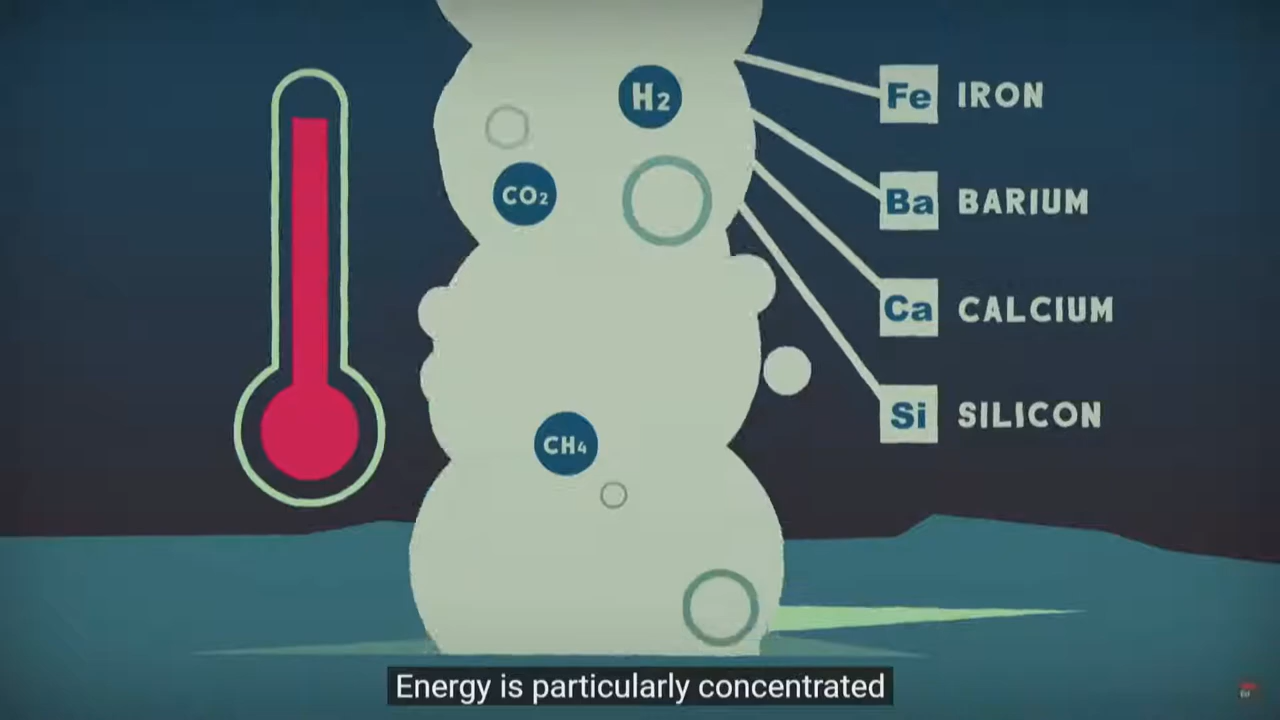 H2
Fe IRON
CO2
Ba BARIUM
Ca CALCIUM
CH4
Si SILICON
Energy is particularly concentrated